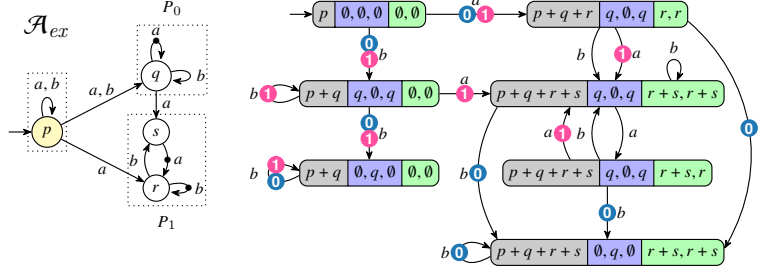 𝒜ex
P₀
a
q
b
a, b
a, b
a
s
p
a
b
a
r
b
P₁
p ∅, ∅, ∅ ∅, ∅
a
0 1
p + q + r q, ∅, q r, r
0 b
1
b
1 a
b
b 1
p + q q, ∅, q ∅, ∅
a
1
p + q + r + s q, ∅, q r + s, r + s
0 b
1
a 1
b
a
0
1
b 0
p + q ∅, q, ∅ ∅, ∅
b 0
p + q + r + s q, ∅, q r + s, r
0 b
b 0
p + q + r + s ∅, q, ∅ r + s, r + s